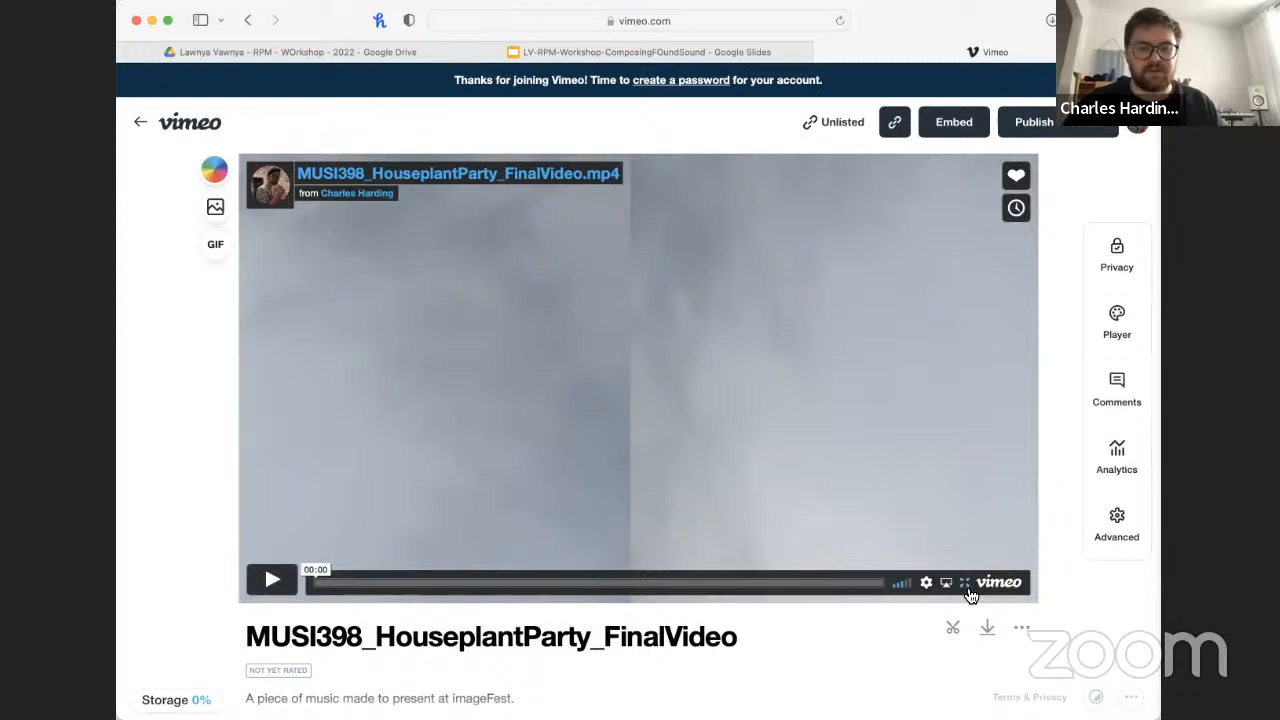 vimeo.com
Lawnya Vawnya - RPM - WOrkshop - 2022 - Google Drive
LV-RPM-Workshop-ComposingFOundSound - Google Slides
Vimeo
Thanks for joining Vimeo! Time to create a password for your account.
Charles Hardin...
vimeo
Unlisted
Embed
Publish
MUSI398_HouseplantParty_FinalVideo.mp4
from Charles Harding
GIF
Privacy
Player
Comments
Analytics
Advanced
00:00
vimeo
MUSI398_HouseplantParty_FinalVideo
NOT YET RATED
zoom
Storage 0%
A piece of music made to present at imageFest.
Terms & Privacy